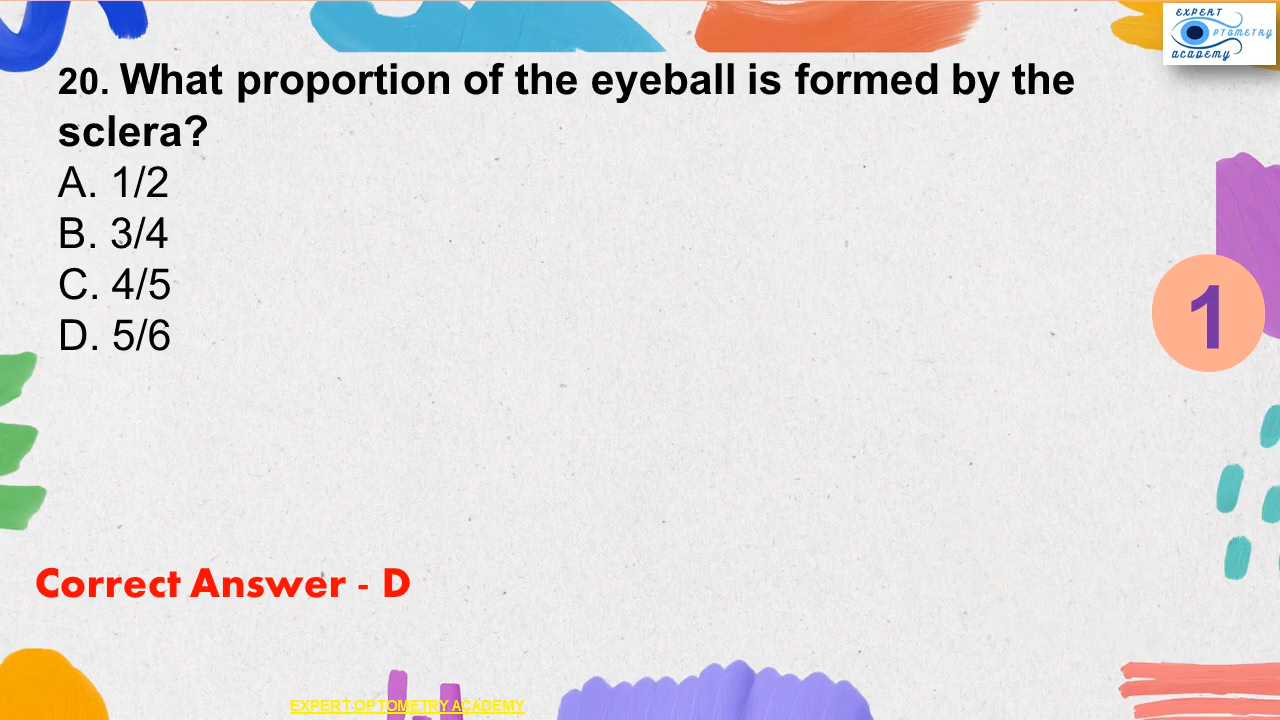 EXPERT
PTOMETRY
academy
20. What proportion of the eyeball is formed by the
sclera?
A. 1/2
B. 3/4
C. 4/5
D. 5/6
1
Correct Answer - D
EXPERT OPTOMETRY ACADEMY